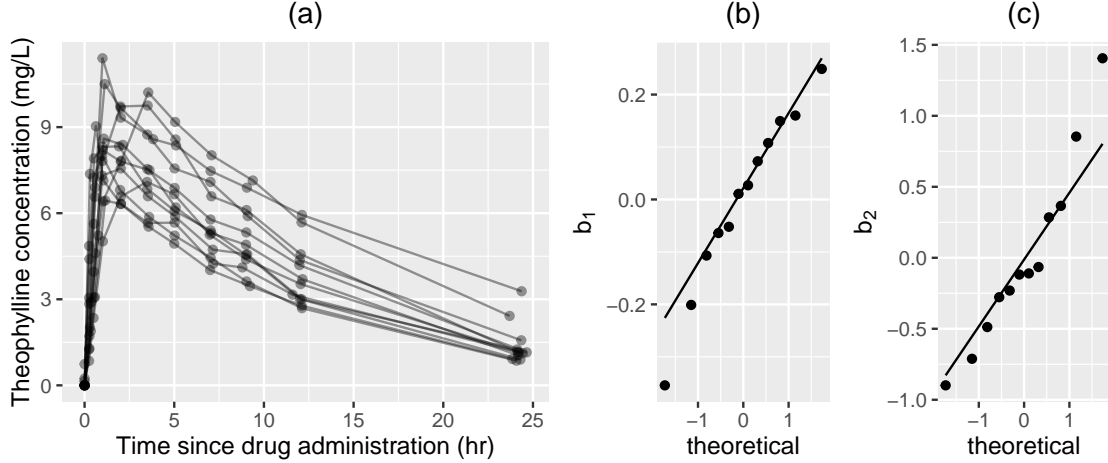 (a)
Theophylline concentration (mg/L)
9
6
3
0
0 5 10 15 20 25
Time since drug administration (hr)
(b)
b1
0.2
0.0
−0.2
−1 0 1
theoretical
(c)
b2
1.5
1.0
0.5
0.0
−0.5
−1.0
−1 0 1
theoretical